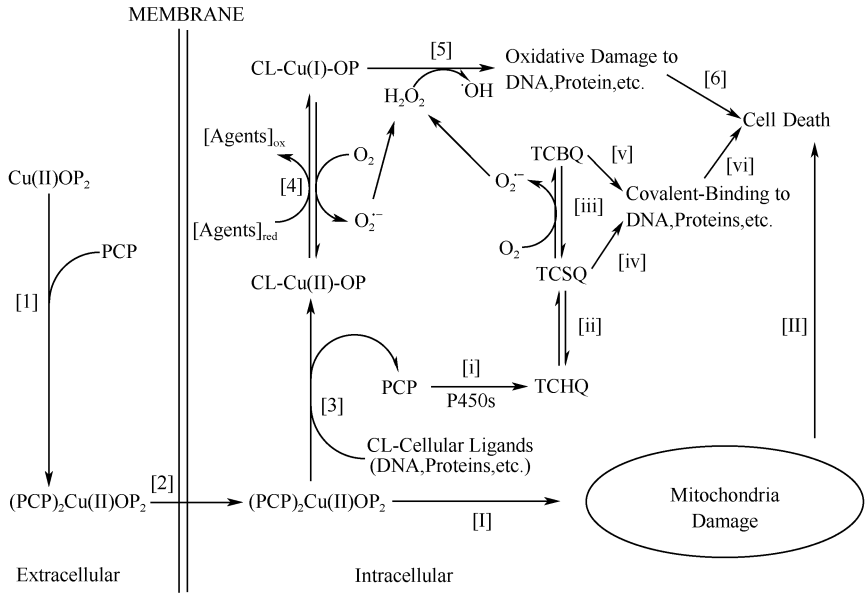 MEMBRANE
CL-Cu(I)-OP
[5]
Oxidative Damage to
DNA,Protein,etc.
[6]
H₂O₂
·OH
Cell Death
[Agents]ox
O₂
TCBQ
[v]
[vi]
Cu(II)OP₂
[4]
O₂·−
O₂·−
[iii]
Covalent-Binding to
DNA,Proteins,etc.
[Agents]red
O₂
PCP
TCSQ
[iv]
CL-Cu(II)-OP
[1]
[ii]
[II]
[i]
PCP
P450s
TCHQ
[3]
CL-Cellular Ligands
(DNA,Proteins,etc.)
[2]
(PCP)₂Cu(II)OP₂
(PCP)₂Cu(II)OP₂
[I]
Mitochondria
Damage
Extracellular
Intracellular